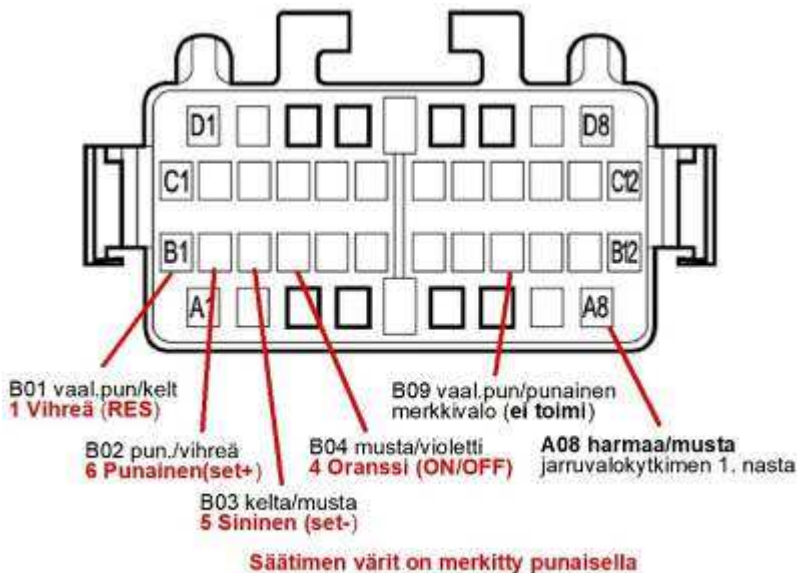 D1 D8
C1 C12
B1 B12
A1 A8
B01 vaal.pun/kelt
1 Vihreä (RES)
B02 pun./vihreä
6 Punainen(set+)
B03 kelta/musta
5 Sininen (set-)
B04 musta/violetti
4 Oranssi (ON/OFF)
B09 vaal.pun/punainen
merkkivalo (ei toimi)
A08 harmaa/musta
jarruvalokytkimen 1. nasta
Säätimen värit on merkitty punaisella